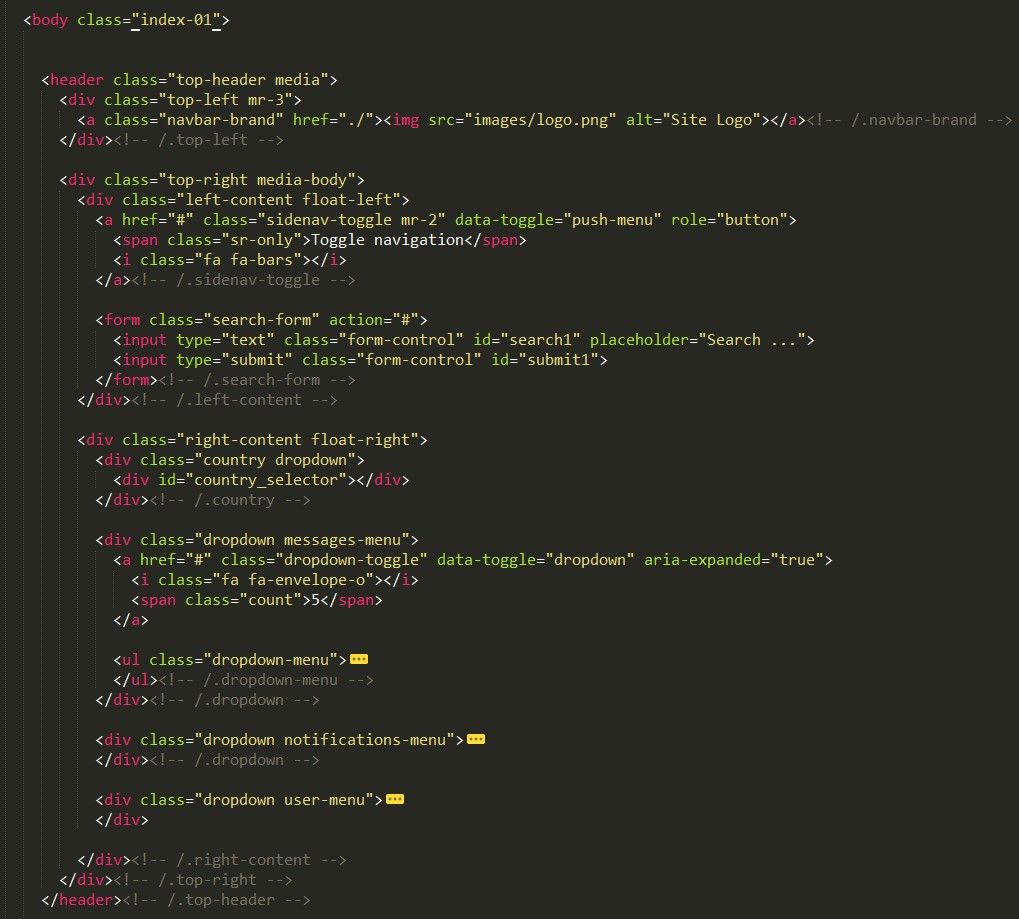 <body class="index-01">
<header class="top-header media">
<div class="top-left mr-3">
<a class="navbar-brand" href="./"><img src="images/logo.png" alt="Site Logo"></a><!-- /.navbar-brand -->
</div><!-- /.top-left -->
<div class="top-right media-body">
<div class="left-content float-left">
<a href="#" class="sidenav-toggle mr-2" data-toggle="push-menu" role="button">
<span class="sr-only">Toggle navigation</span>
<i class="fa fa-bars"></i>
</a><!-- /.sidenav-toggle -->
<form class="search-form" action="#">
<input type="text" class="form-control" id="search1" placeholder="Search ...">
<input type="submit" class="form-control" id="submit1">
</form><!-- /.search-form -->
</div><!-- /.left-content -->
<div class="right-content float-right">
<div class="country dropdown">
<div id="country_selector"></div>
</div><!-- /.country -->
<div class="dropdown messages-menu">
<a href="#" class="dropdown-toggle" data-toggle="dropdown" aria-expanded="true">
<i class="fa fa-envelope-o"></i>
<span class="count">5</span>
</a>
<ul class="dropdown-menu">
</ul><!-- /.dropdown-menu -->
</div><!-- /.dropdown -->
<div class="dropdown notifications-menu">
</div><!-- /.dropdown -->
<div class="dropdown user-menu">
</div>
</div><!-- /.right-content -->
</div><!-- /.top-right -->
</header><!-- /.top-header -->